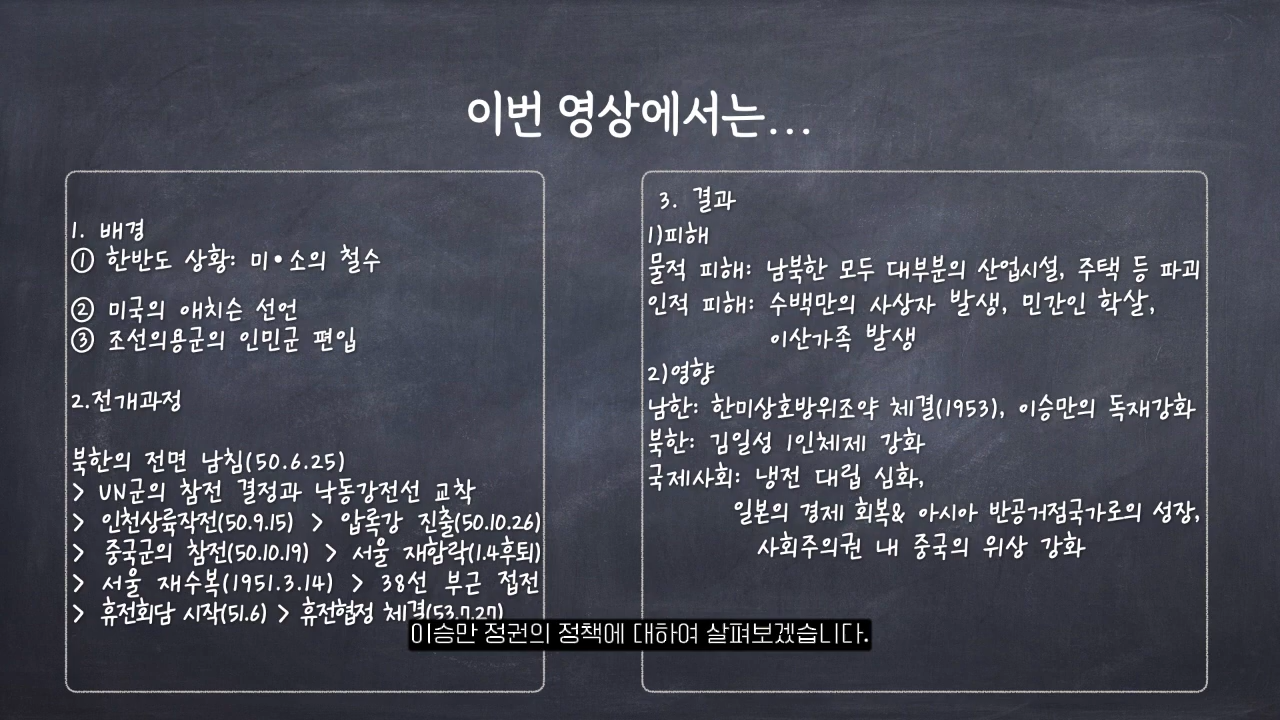 이번 영상에서는...
1. 배경
① 한반도 상황: 미•소의 철수
② 미국의 애치슨 선언
③ 조선의용군의 인민군 편입
2.전개과정
북한의 전면 남침(50.6.25)
> UN군의 참전 결정과 낙동강전선 교착
> 인천상륙작전(50.9.15) > 압록강 진출(50.10.26)
> 중국군의 참전(50.10.19) > 서울 재함락(1.4후퇴)
> 서울 재수복(1951.3.14) > 38선 부근 접전
> 휴전회담 시작(51.6) > 휴전협정 체결(53.7.27)
3. 결과
1)피해
물적 피해: 남북한 모두 대부분의 산업시설, 주택 등 파괴
인적 피해: 수백만의 사상자 발생, 민간인 학살,
이산가족 발생
2)영향
남한: 한미상호방위조약 체결(1953), 이승만의 독재강화
북한: 김일성 1인체제 강화
국제사회: 냉전 대립 심화,
일본의 경제 회복& 아시아 반공거점국가로의 성장,
사회주의권 내 중국의 위상 강화
이승만 정권의 정책에 대하여 살펴보겠습니다.